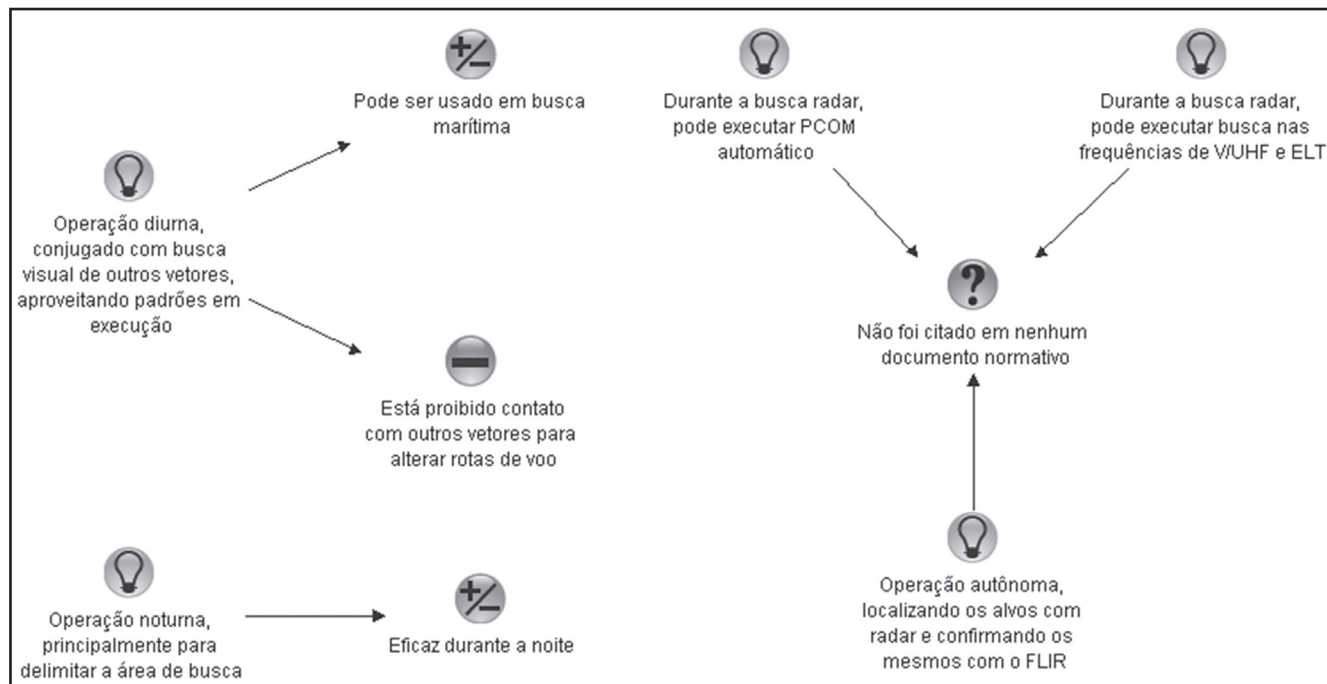 Pode ser usado em busca
marítima
Durante a busca radar,
pode executar PCOM
automático
Durante a busca radar,
pode executar busca nas
frequências de V/UHF e ELT
Operação diurna,
conjugado com busca
visual de outros vetores,
aproveitando padrões em
execução
Não foi citado em nenhum
documento normativo
Está proibido contato
com outros vetores para
alterar rotas de voo
Operação noturna,
principalmente para
delimitar a área de busca
Eficaz durante a noite
Operação autônoma,
localizando os alvos com
radar e confirmando os
mesmos com o FLIR